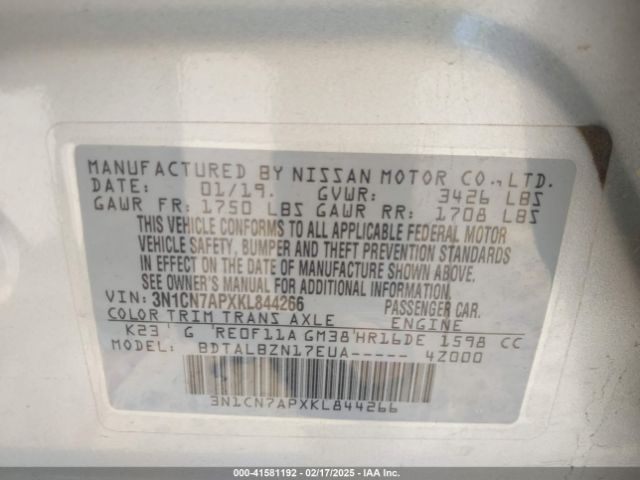 MANUFACTURED BY NISSAN MOTOR CO., LTD.
DATE: 01/19. GVWR: 3426 LBS
GAWR FR: 1750 LBS GAWR RR: 1708 LBS
THIS VEHICLE CONFORMS TO ALL APPLICABLE FEDERAL MOTOR
VEHICLE SAFETY, BUMPER AND THEFT PREVENTION STANDARDS
IN EFFECT ON THE DATE OF MANUFACTURE SHOWN ABOVE.
SEE OWNER'S MANUAL FOR ADDITIONAL INFORMATION.
VIN: 3N1CN7APXKL844266 PASSENGER CAR.
COLOR TRIM TRANS AXLE ENGINE
K23 ' G 'RE0F11A GM38'HR16DE 1598 CC
MODEL: BDTALBZN17EUA----- 4Z000
3N1CN7APXKL844266
000-41581192 - 02/17/2025 - IAA Inc.